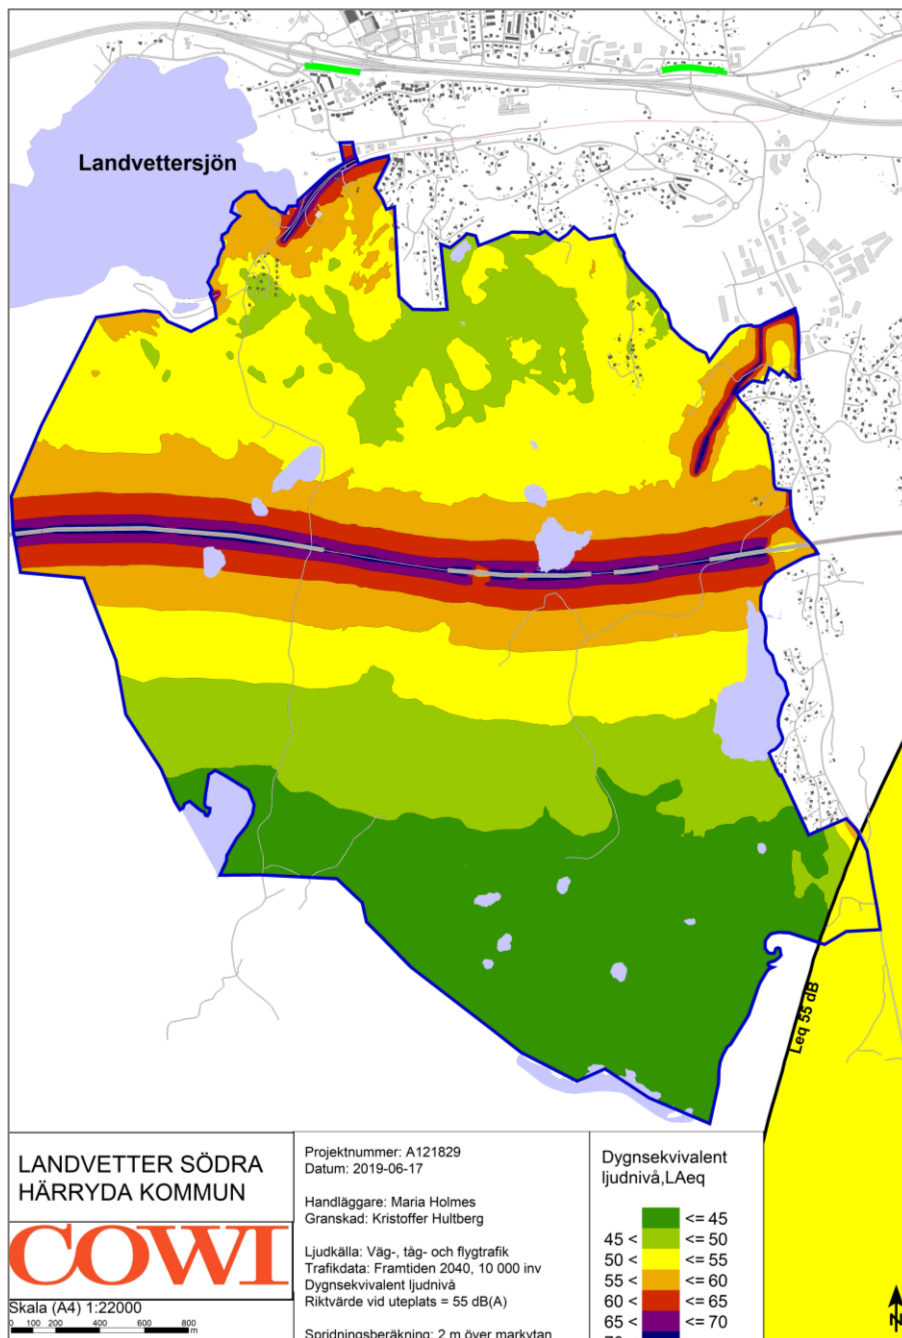 Landvettersjön
Leq 55 dB
LANDVETTER SÖDRA
HÄRRYDA KOMMUN
COWI
Skala (A4) 1:22000
0 100 200 400 600 800
m
Projektnummer: A121829
Datum: 2019-06-17
Handläggare: Maria Holmes
Granskad: Kristoffer Hultberg
Ljudkälla: Väg-, tåg- och flygtrafik
Trafikdata: Framtiden 2040, 10 000 inv
Dygnsekvivalent ljudnivå
Riktvärde vid uteplats = 55 dB(A)
Spridningsberäkning: 2 m över markytan
Dygnsekvivalent
ljudnivå,LAeq
<= 45
45 < <= 50
50 < <= 55
55 < <= 60
60 < <= 65
65 < <= 70
N